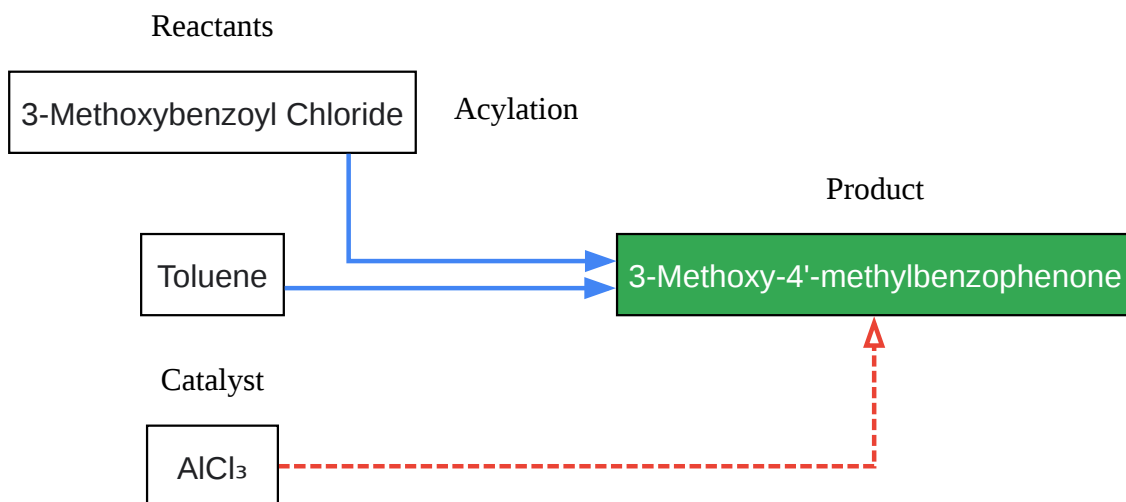 Reactants
3-Methoxybenzoyl Chloride
Acylation
Product
Toluene
3-Methoxy-4'-methylbenzophenone
Catalyst
AlCl₃